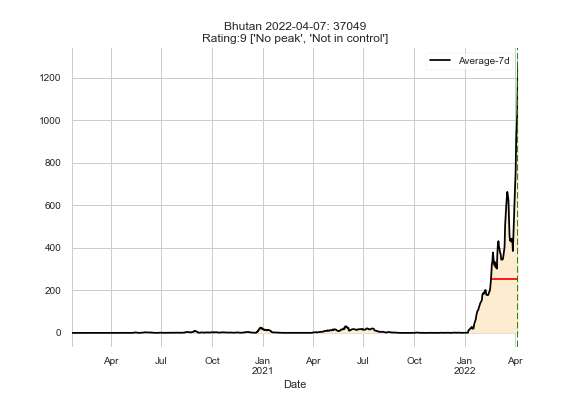 Bhutan 2022-04-07: 37049
Rating:9 ['No peak', 'Not in control']
Average-7d
1200
1000
800
600
400
200
0
Apr Jul Oct Jan Apr Jul Oct Jan Apr
2021 2022
Date